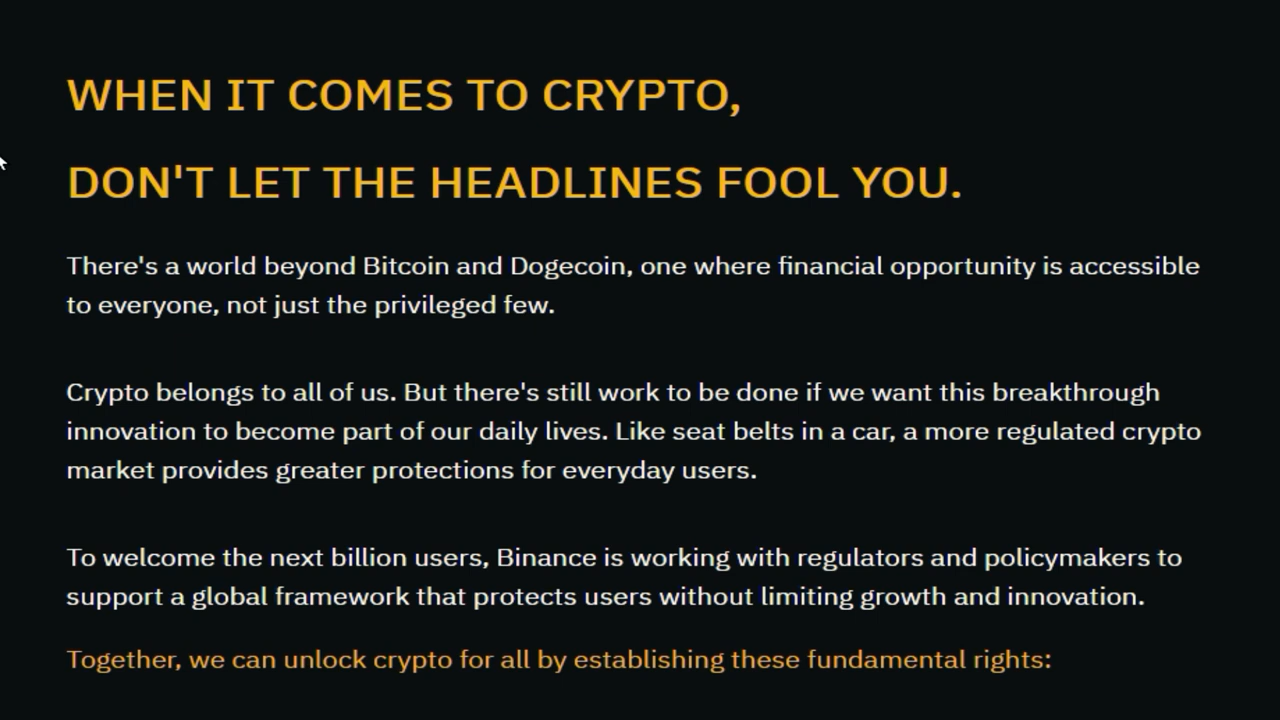 WHEN IT COMES TO CRYPTO,
DON'T LET THE HEADLINES FOOL YOU.
There's a world beyond Bitcoin and Dogecoin, one where financial opportunity is accessible
to everyone, not just the privileged few.
Crypto belongs to all of us. But there's still work to be done if we want this breakthrough
innovation to become part of our daily lives. Like seat belts in a car, a more regulated crypto
market provides greater protections for everyday users.
To welcome the next billion users, Binance is working with regulators and policymakers to
support a global framework that protects users without limiting growth and innovation.
Together, we can unlock crypto for all by establishing these fundamental rights: